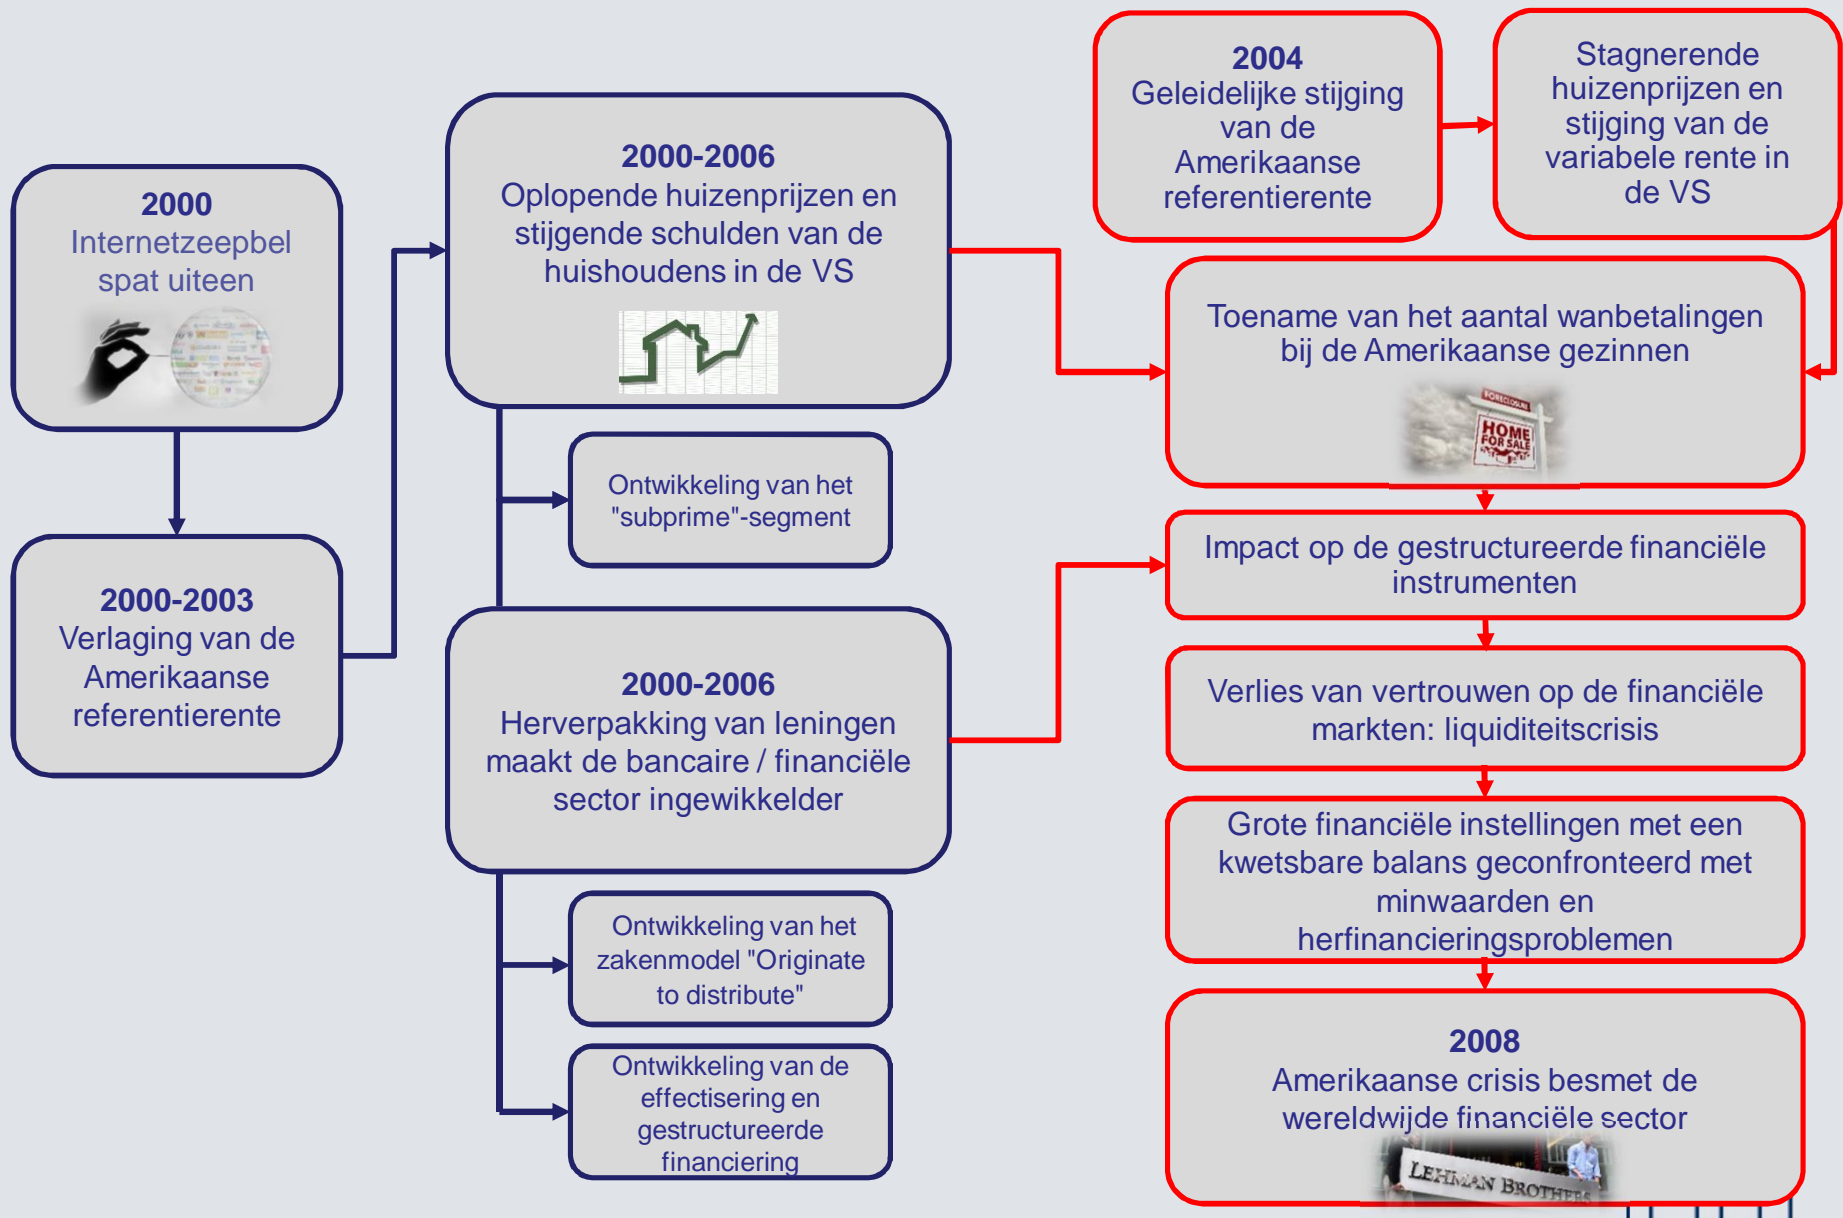 2000
Internetzeepbel
spat uiteen
2000-2003
Verlaging van de
Amerikaanse
referentierente
2000-2006
Oplopende huizenprijzen en
stijgende schulden van de
huishoudens in de VS
Ontwikkeling van het
"subprime"-segment
2000-2006
Herverpakking van leningen
maakt de bancaire / financiële
sector ingewikkelder
Ontwikkeling van het
zakenmodel "Originate
to distribute"
Ontwikkeling van de
effectisering en
gestructureerde
financiering
2004
Geleidelijke stijging
van de
Amerikaanse
referentierente
Stagnerende
huizenprijzen en
stijging van de
variabele rente in
de VS
Toename van het aantal wanbetalingen
bij de Amerikaanse gezinnen
FORECLOSURE
HOME
FOR SALE
Impact op de gestructureerde financiële
instrumenten
Verlies van vertrouwen op de financiële
markten: liquiditeitscrisis
Grote financiële instellingen met een
kwetsbare balans geconfronteerd met
minwaarden en
herfinancieringsproblemen
2008
Amerikaanse crisis besmet de
wereldwijde financiële sector
LEHMAN BROTHERS